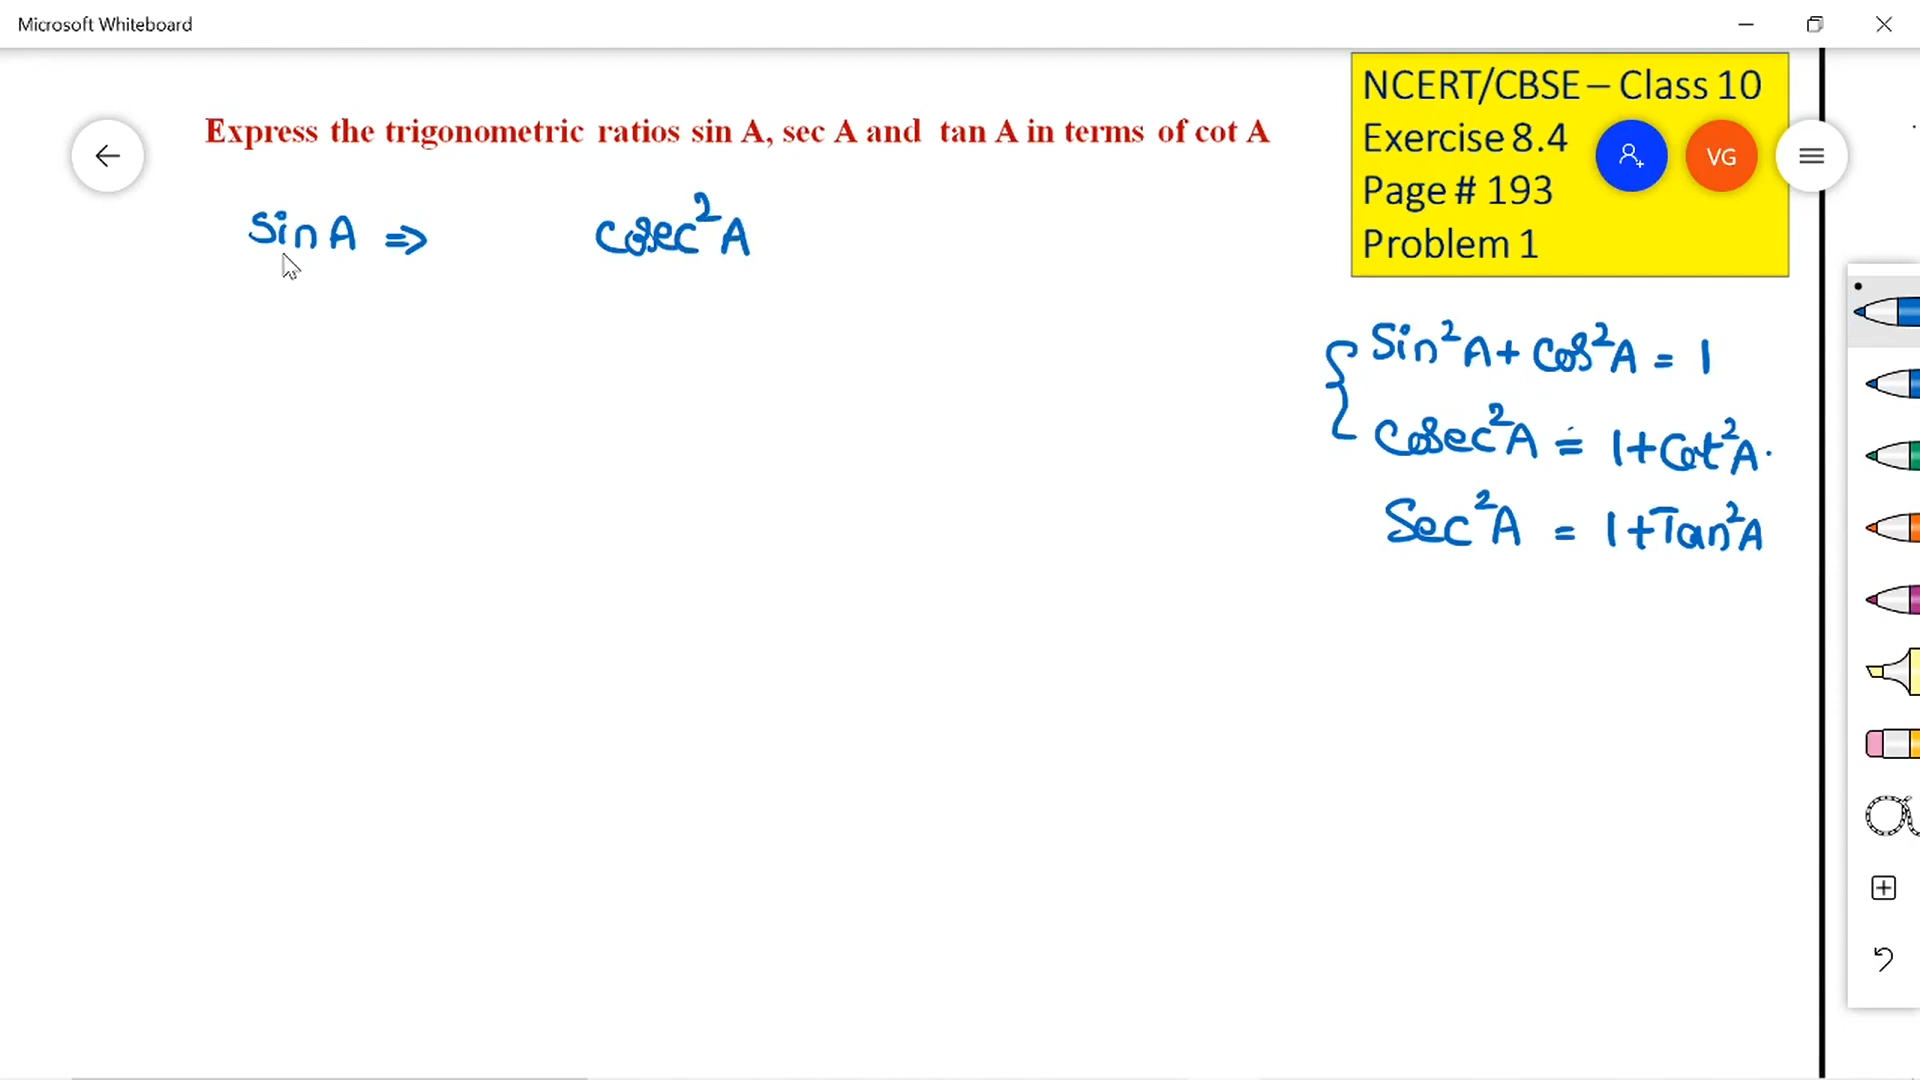 Microsoft Whiteboard
Express the trigonometric ratios sin A, sec A and tan A in terms of cot A
NCERT/CBSE – Class 10
Exercise 8.4
Page # 193
Problem 1
VG
sin A ⇒ cosec²A
Sin²A + Cos²A = 1
Cosec²A = 1+Cot²A.
Sec²A = 1+Tan²A